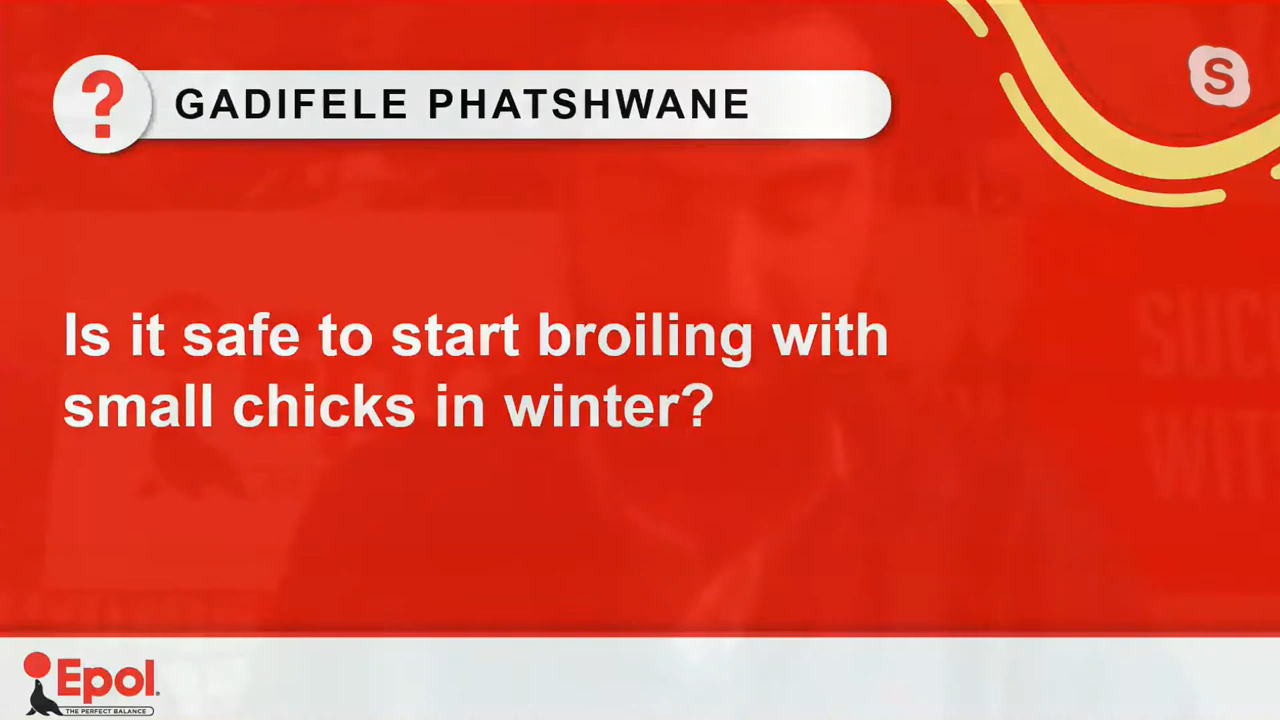 ?
GADIFELE PHATSHWANE
S
Is it safe to start broiling with
small chicks in winter?
Epol
THE PERFECT BALANCE